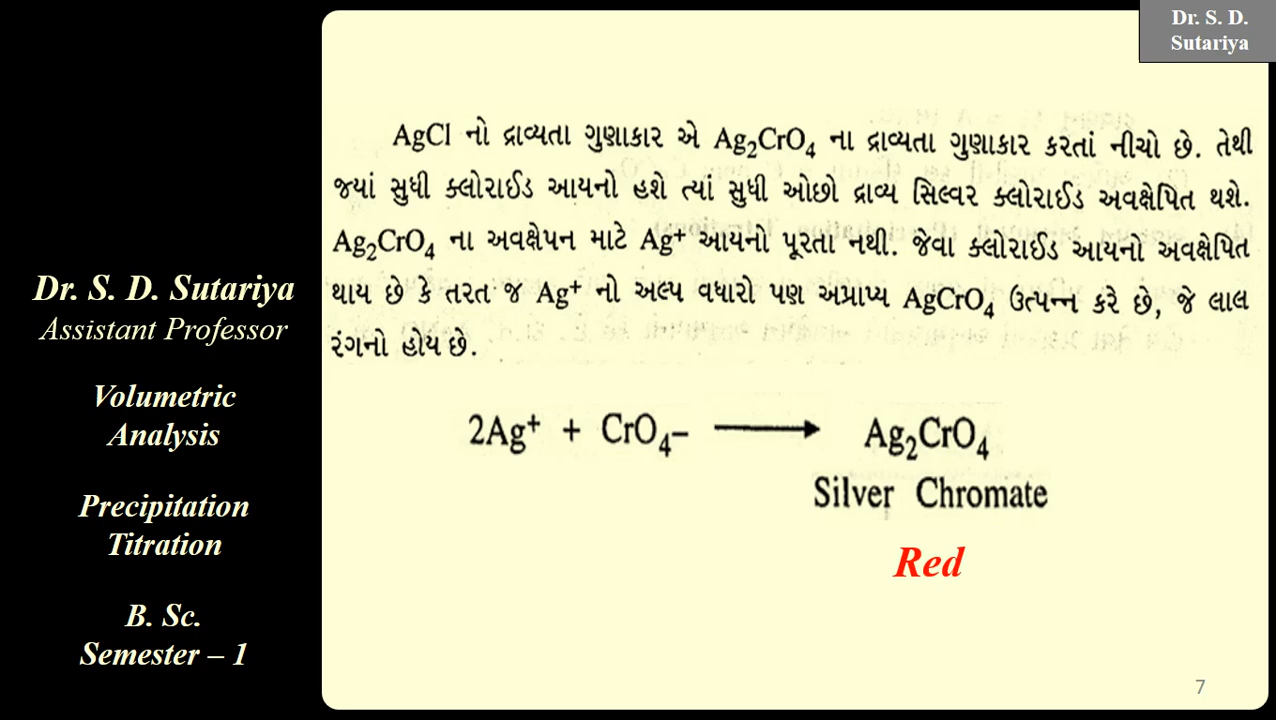 Dr. S. D.
Sutariya
AgCl નો દ્રાવ્યતા ગુણાકાર એ Ag₂CrO₄ ના દ્રાવ્યતા ગુણાકાર કરતાં નીચો છે. તેથી
જ્યાં સુધી ક્લોરાઈડ આયનો હશે ત્યાં સુધી ઓછો દ્રાવ્ય સિલ્વર ક્લોરાઈડ અવક્ષેપિત થશે.
Ag₂CrO₄ ના અવક્ષેપન માટે Ag⁺ આયનો પૂરતા નથી. જેવા ક્લોરાઈડ આયનો અવક્ષેપિત
થાય છે કે તરત જ Ag⁺ નો અલ્પ વધારો પણ અપ્રાપ્ય AgCrO₄ ઉત્પન્ન કરે છે, જે લાલ
રંગનો હોય છે.
2Ag⁺ + CrO₄– ⟶ Ag₂CrO₄
Silver Chromate
Red
Dr. S. D. Sutariya
Assistant Professor
Volumetric
Analysis
Precipitation
Titration
B. Sc.
Semester – 1
7